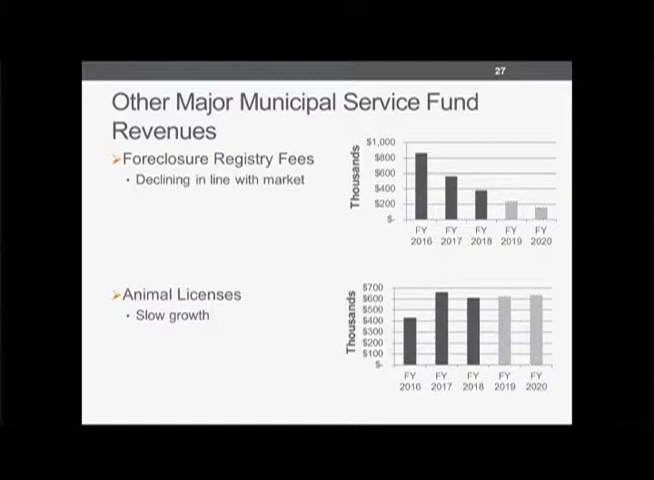 27
Other Major Municipal Service Fund
Revenues
➢Foreclosure Registry Fees
• Declining in line with market
Thousands
$1,000
$800
$600
$400
$200
$-
FY 2016 FY 2017 FY 2018 FY 2019 FY 2020
➢Animal Licenses
• Slow growth
Thousands
$700
$600
$500
$400
$300
$200
$100
$-
FY 2016 FY 2017 FY 2018 FY 2019 FY 2020